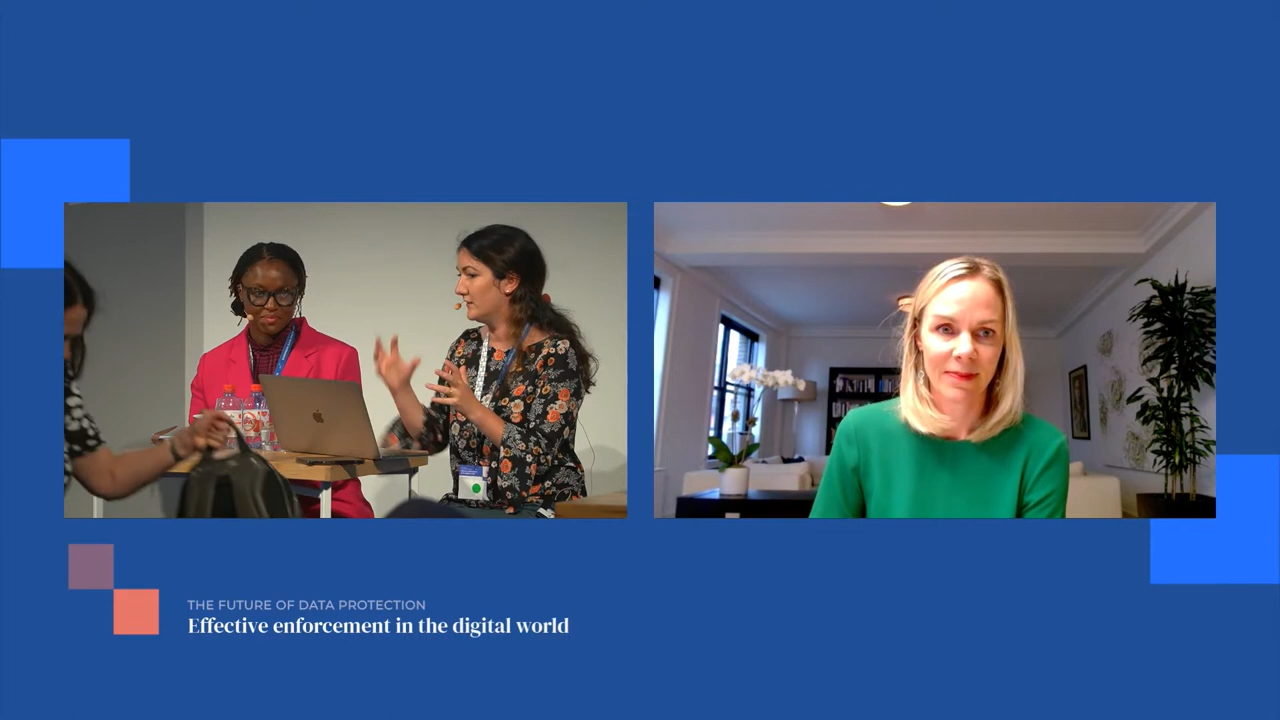 THE FUTURE OF DATA PROTECTION
Effective enforcement in the digital world